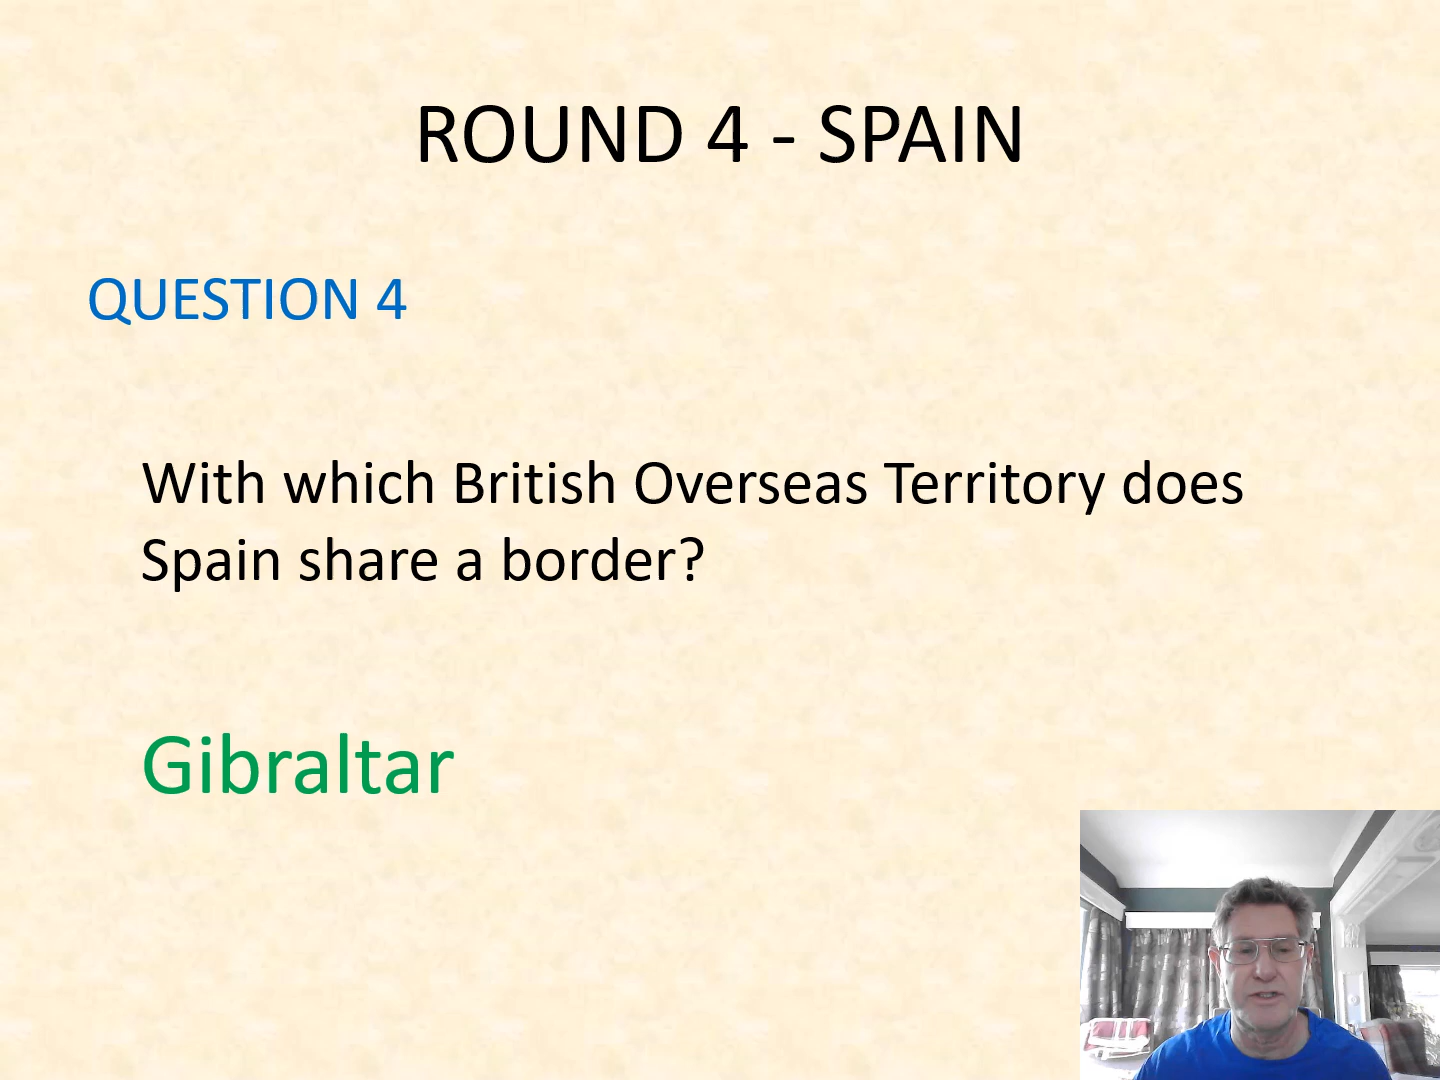 ROUND 4 - SPAIN
QUESTION 4
With which British Overseas Territory does
Spain share a border?
Gibraltar